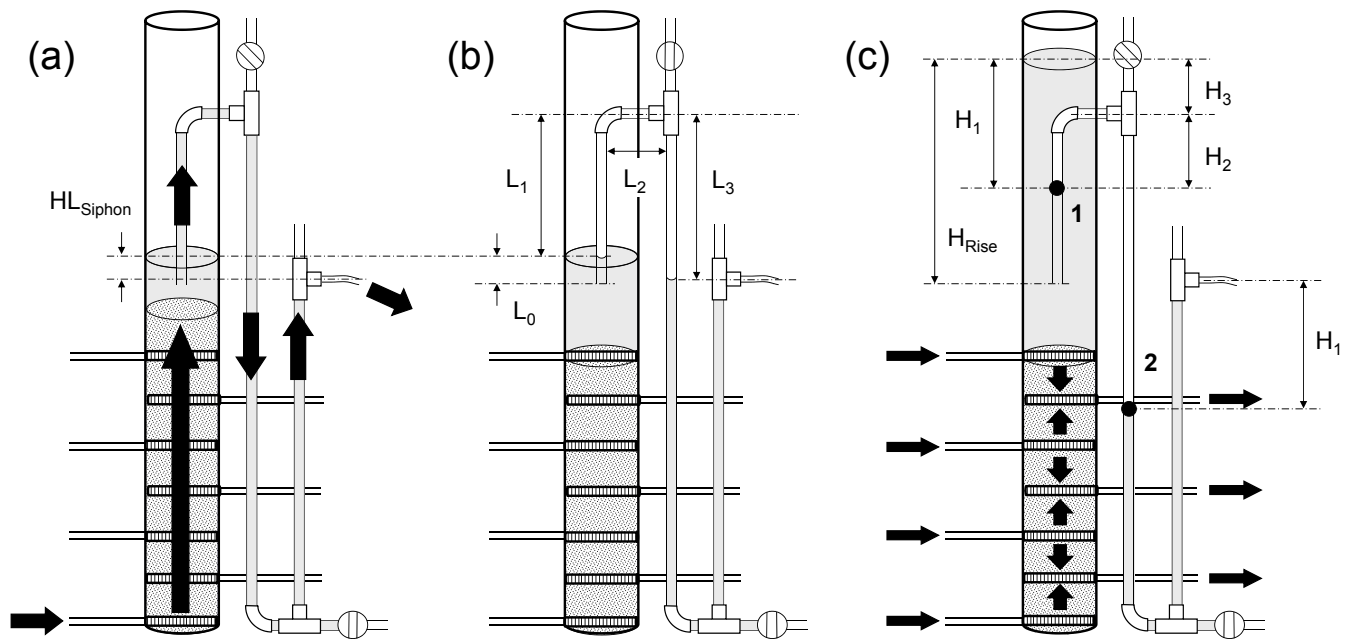 (a)
HL_Siphon
(b)
L_1
L_2
L_3
L_0
(c)
H_1
H_3
H_2
1
H_Rise
H_1
2